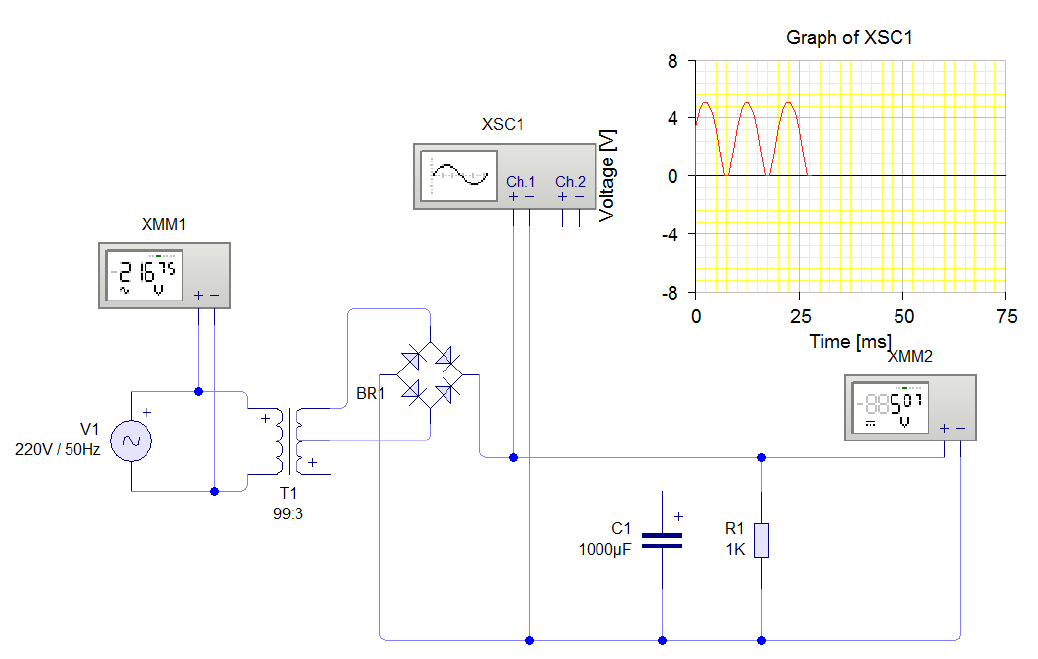 Graph of XSC1
8
4
0
-4
-8
Voltage [V]
0
25
50
75
Time [ms]
XSC1
Ch.1
Ch.2
+ −
+ −
XMM1
~216.75
V
+ −
XMM2
5.07
V
+ −
V1
220V / 50Hz
+
+
+
T1
99:3
BR1
C1
1000µF
+
R1
1K